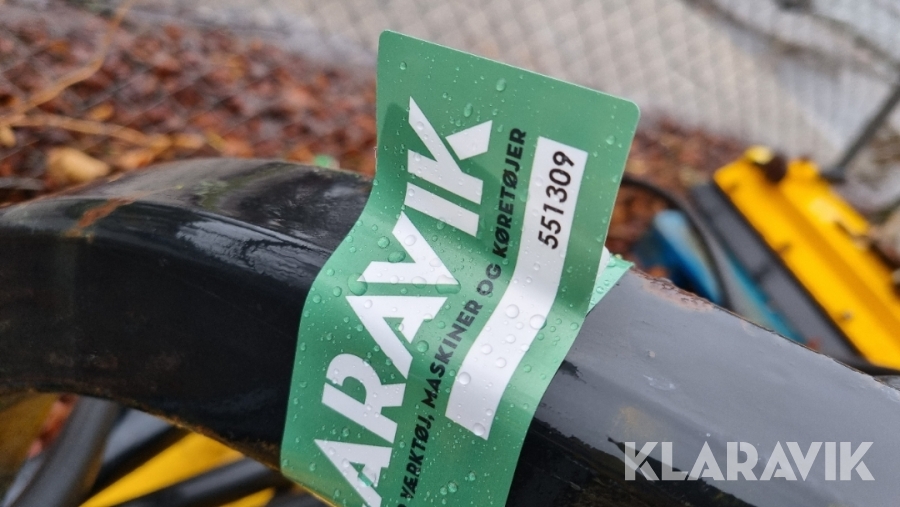 ARAVIK
VÆRKTØJ, MASKINER OG KØRETØJER
551309
KLARAVIK